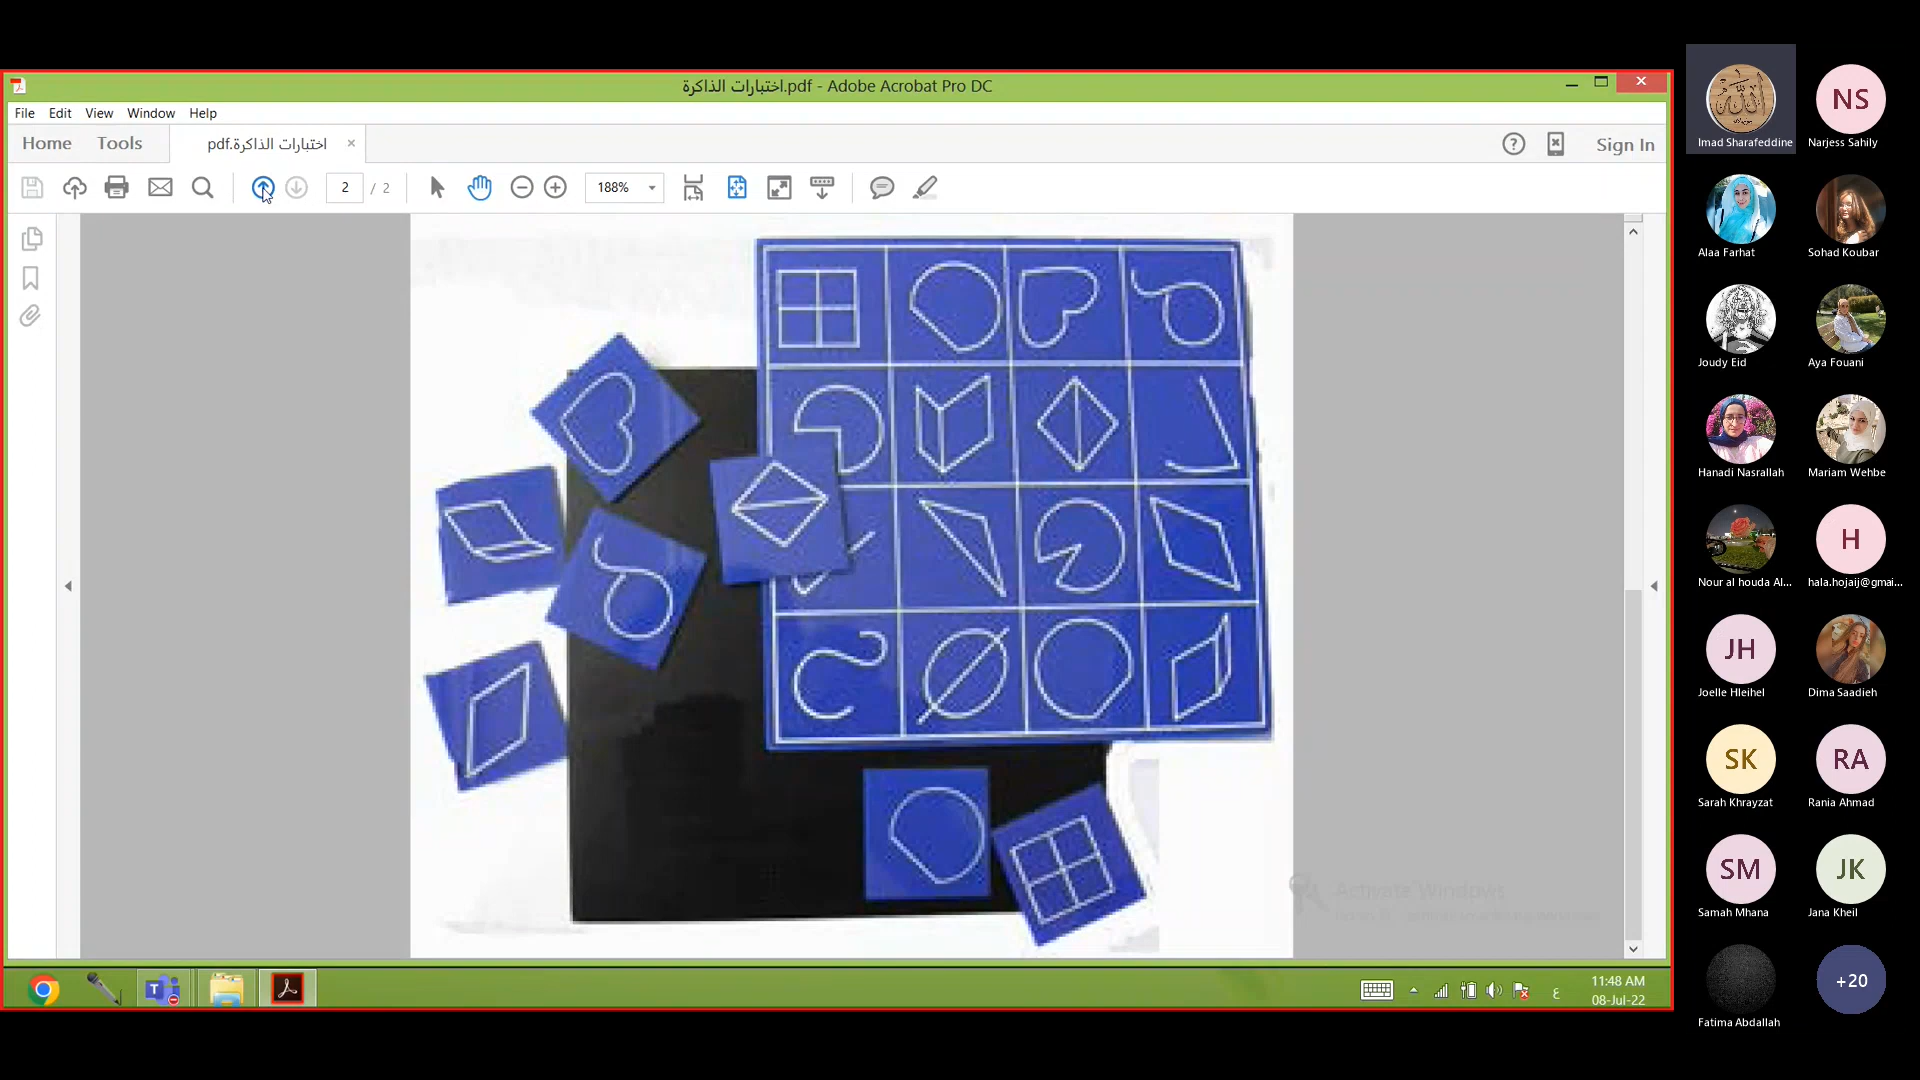 اختبارات الذاكرة.pdf - Adobe Acrobat Pro DC
File Edit View Window Help
Home Tools اختبارات الذاكرة.pdf × Sign In
2 / 2 188%
Activate Windows
11:48 AM
08-Jul-22
ع
Imad Sharafeddine
NS
Narjess Sahily
Alaa Farhat
Sohad Koubar
Joudy Eid
Aya Fouani
Hanadi Nasrallah
Mariam Wehbe
Nour al houda Al...
H
hala.hojaij@gmai...
JH
Joelle Hleihel
Dima Saadieh
SK
Sarah Khrayzat
RA
Rania Ahmad
SM
Samah Mhana
JK
Jana Kheil
Fatima Abdallah
+20